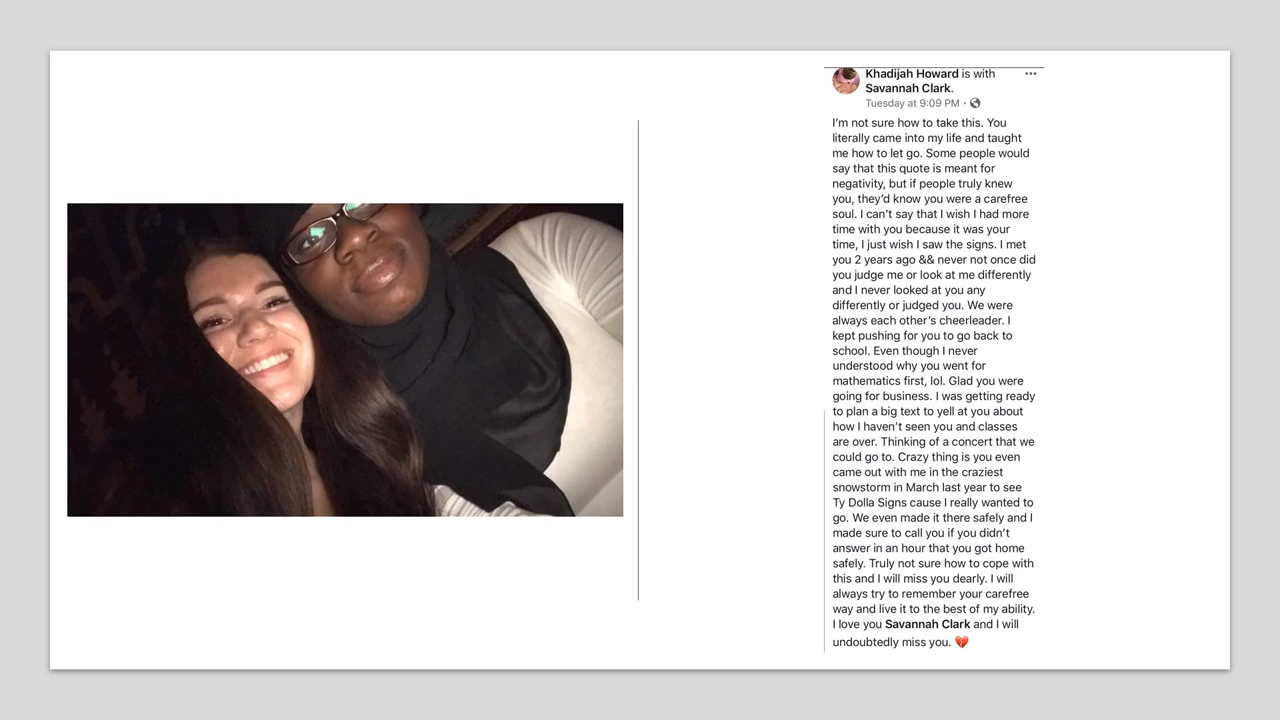 Khadijah Howard is with
Savannah Clark.
Tuesday at 9:09 PM ·
I’m not sure how to take this. You
literally came into my life and taught
me how to let go. Some people would
say that this quote is meant for
negativity, but if people truly knew
you, they’d know you were a carefree
soul. I can’t say that I wish I had more
time with you because it was your
time, I just wish I saw the signs. I met
you 2 years ago && never not once did
you judge me or look at me differently
and I never looked at you any
differently or judged you. We were
always each other’s cheerleader. I
kept pushing for you to go back to
school. Even though I never
understood why you went for
mathematics first, lol. Glad you were
going for business. I was getting ready
to plan a big text to yell at you about
how I haven’t seen you and classes
are over. Thinking of a concert that we
could go to. Crazy thing is you even
came out with me in the craziest
snowstorm in March last year to see
Ty Dolla Signs cause I really wanted to
go. We even made it there safely and I
made sure to call you if you didn’t
answer in an hour that you got home
safely. Truly not sure how to cope with
this and I will miss you dearly. I will
always try to remember your carefree
way and live it to the best of my ability.
I love you Savannah Clark and I will
undoubtedly miss you. 💔